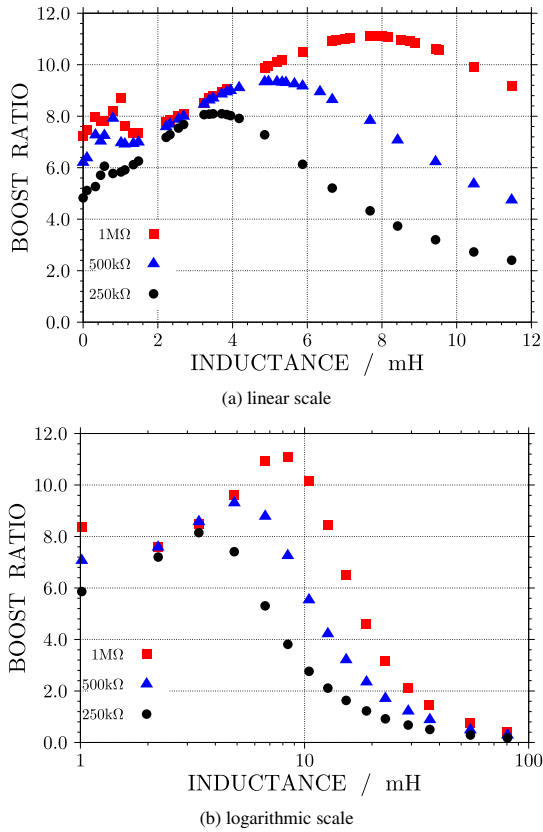 12.0
10.0
8.0
6.0
4.0
2.0
0.0
BOOST RATIO
1MΩ
500kΩ
250kΩ
0 2 4 6 8 10 12
INDUCTANCE / mH
(a) linear scale
12.0
10.0
8.0
6.0
4.0
2.0
0.0
BOOST RATIO
1MΩ
500kΩ
250kΩ
1 10 100
INDUCTANCE / mH
(b) logarithmic scale